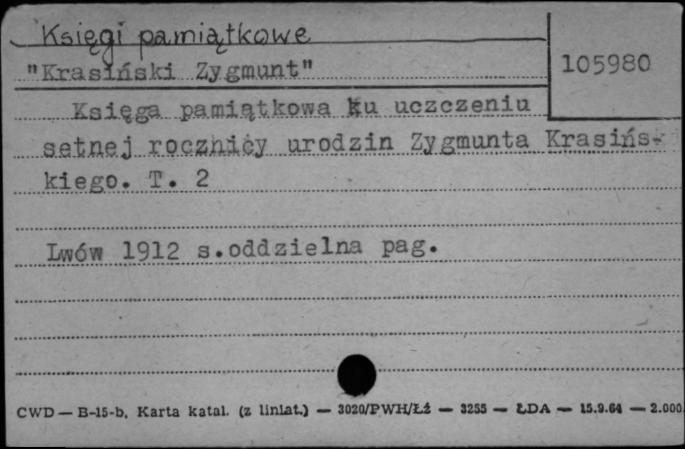 Księgi pamiątkowe
"Krasiński Zygmunt"
105980
Księga pamiątkowa ku uczczeniu
setnej rocznicy urodzin Zygmunta Krasińs-
kiego. T. 2
Lwów 1912 s.oddzielna pag.
CWD — B-15-b, Karta katal. (z liniat.) — 3020/PWH/Łź — 3255 — ŁDA — 15.9.64 — 2.000